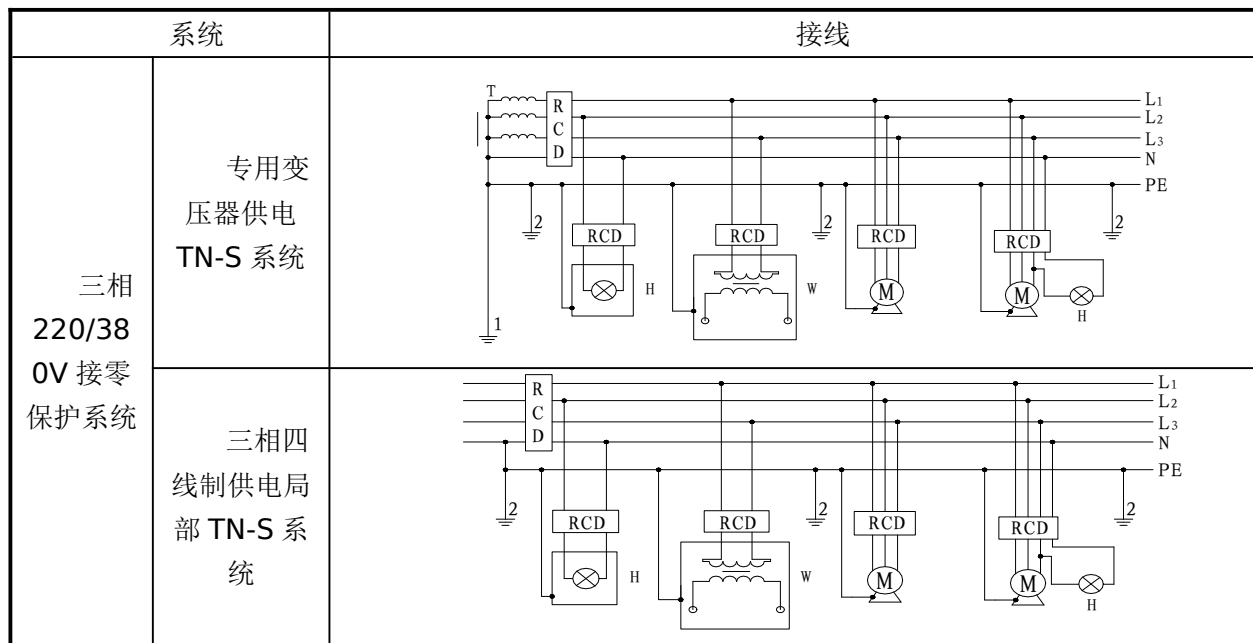 系统
接线
三相
220/38
0V 接零
保护系统
专用变
压器供电
TN-S 系统
T
R
C
D
L1
L2
L3
N
PE
2
2
2
RCD
RCD
RCD
RCD
H
W
M
M
H
1
三相四
线制供电局
部 TN-S 系
统
R
C
D
L1
L2
L3
N
PE
2
2
2
RCD
RCD
RCD
RCD
H
W
M
M
H